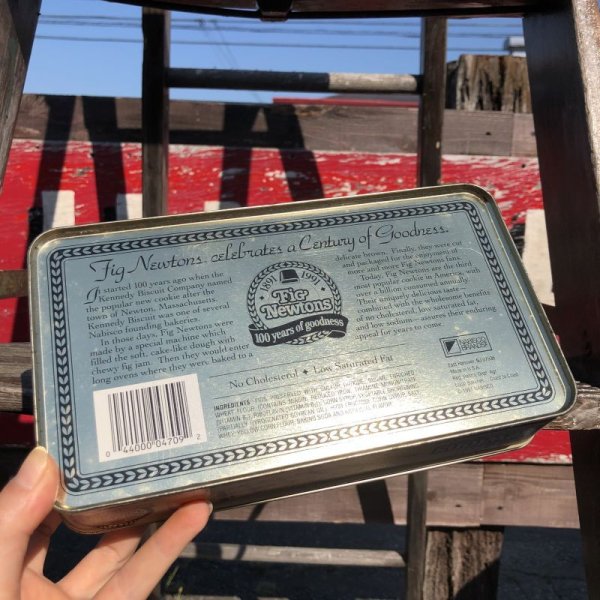 Fig Newtons celebrates a Century of Goodness.
It started 100 years ago when the
Kennedy Biscuit Company named
the popular new cookie after the
town of Newton, Massachusetts.
Kennedy Biscuit was one of several
Nabisco founding bakeries.
In those days, Fig Newtons were
made by a special machine which
filled the soft, cake-like dough with
chewy fig jam. Then they would enter
long ovens where they were baked to a
1891 1991
Fig
Newtons
100 years of goodness
delicate brown. Finally, they were cut
and packaged for the enjoyment of
more and more Fig Newtons fans.
Today, Fig Newtons are the third
most popular cookie in America, with
consumed annually.
Their uniquely delicious taste,
combined with the wholesome benefits
of no cholesterol, low saturated fat
and low sodium, assures their enduring
appeal for years to come.
No Cholesterol • Low Saturated Fat
INGREDIENTS
0 44000 04709 2